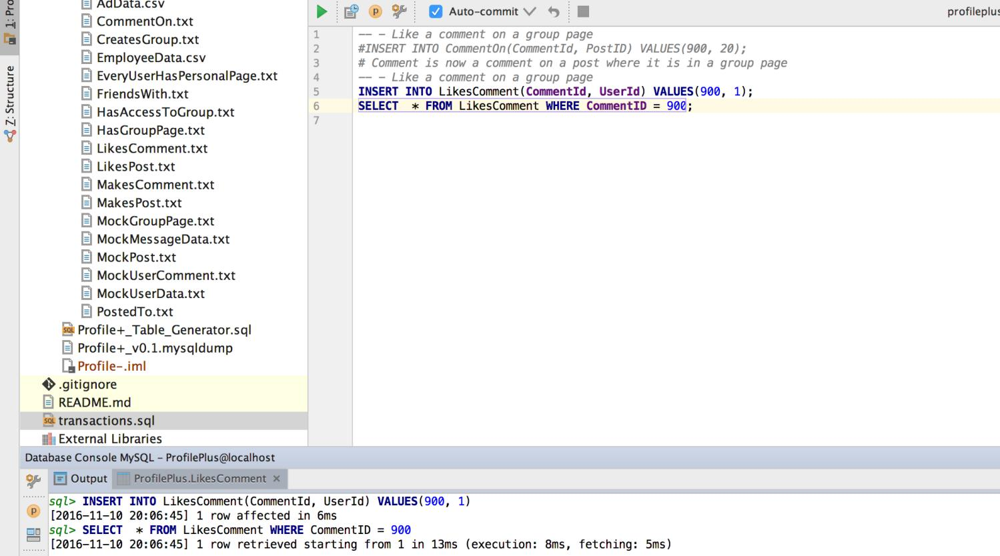 1: Pro
Z: Structure
AdData.csv
CommentOn.txt
CreatesGroup.txt
EmployeeData.csv
EveryUserHasPersonalPage.txt
FriendsWith.txt
HasAccessToGroup.txt
HasGroupPage.txt
LikesComment.txt
LikesPost.txt
MakesComment.txt
MakesPost.txt
MockGroupPage.txt
MockMessageData.txt
MockPost.txt
MockUserComment.txt
MockUserData.txt
PostedTo.txt
Profile+_Table_Generator.sql
Profile+_v0.1.mysqldump
Profile-.iml
.gitignore
README.md
transactions.sql
External Libraries
Auto-commit
profileplus
1 -- - Like a comment on a group page
2 #INSERT INTO CommentOn(CommentId, PostID) VALUES(900, 20);
3 # Comment is now a comment on a post where it is in a group page
4 -- - Like a comment on a group page
5 INSERT INTO LikesComment(CommentId, UserId) VALUES(900, 1);
6 SELECT  * FROM LikesComment WHERE CommentID = 900;
7
Database Console MySQL - ProfilePlus@localhost
Output ProfilePlus.LikesComment
sql> INSERT INTO LikesComment(CommentId, UserId) VALUES(900, 1)
[2016-11-10 20:06:45] 1 row affected in 6ms
sql> SELECT  * FROM LikesComment WHERE CommentID = 900
[2016-11-10 20:06:45] 1 row retrieved starting from 1 in 13ms (execution: 8ms, fetching: 5ms)